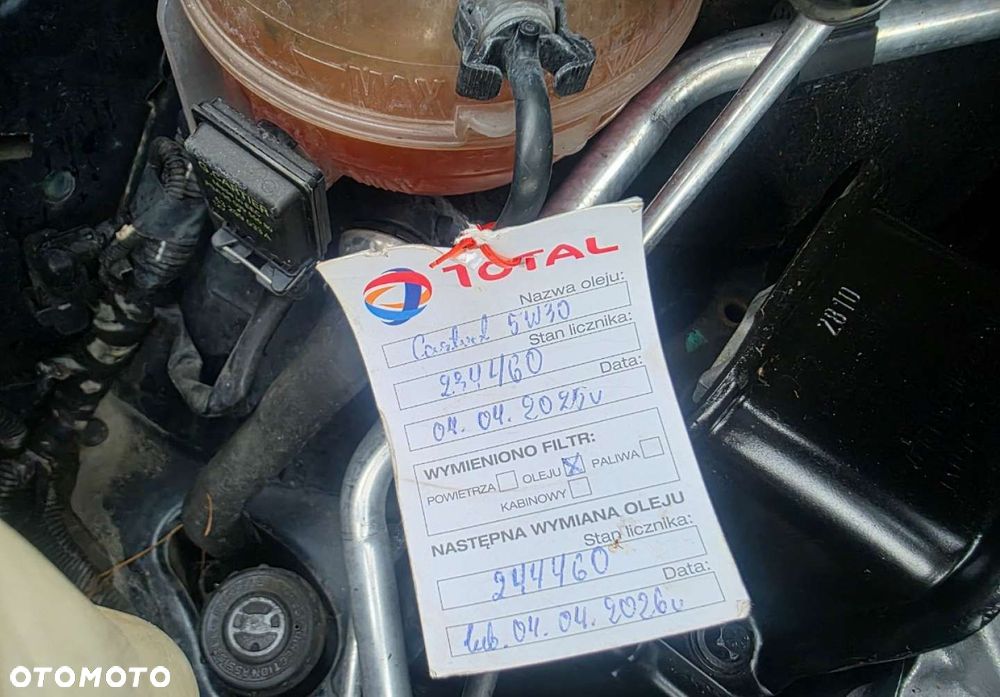 MAX
TOTAL
Nazwa oleju:
Castrol 5W30
Stan licznika:
234460
Data:
04.04.2025r
WYMIENIONO FILTR:
POWIETRZA OLEJU PALIWA
KABINOWY
NASTĘPNA WYMIANA OLEJU
Stan licznika:
244460
Data:
lub 04.04.2026r
2810
OTOMOTO